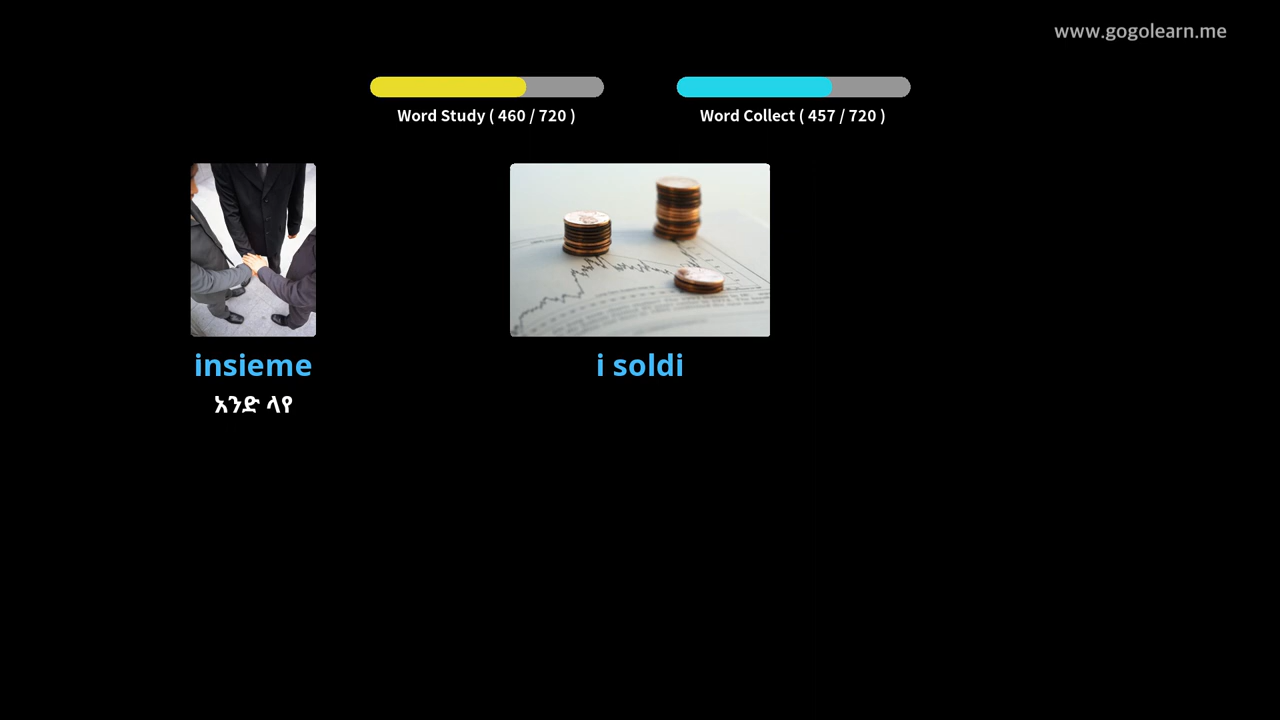 www.gogolearn.me
Word Study ( 460 / 720 )
Word Collect ( 457 / 720 )
insieme
አንድ ላየ
i soldi